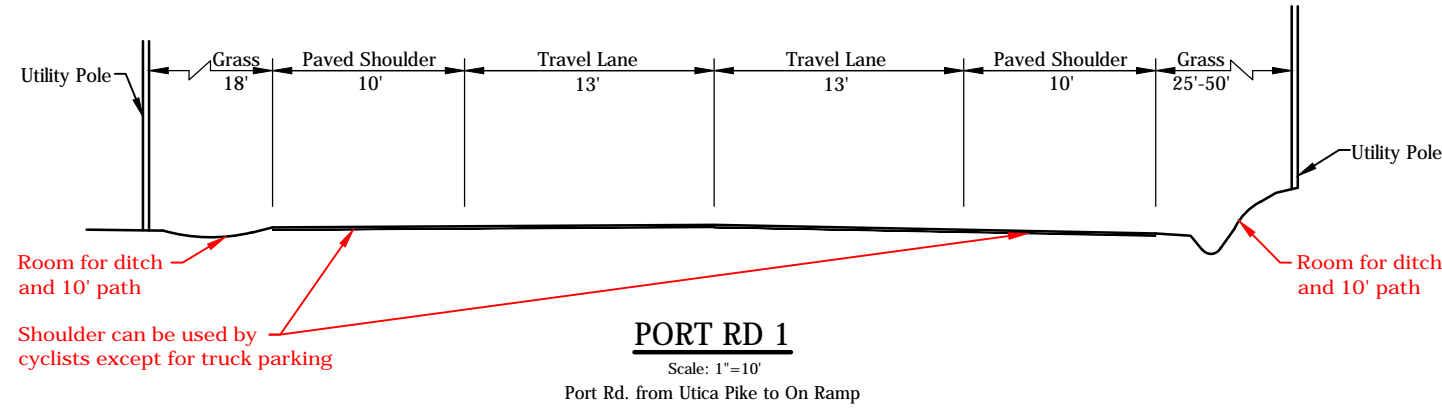 Grass
18'
Paved Shoulder
10'
Travel Lane
13'
Travel Lane
13'
Paved Shoulder
10'
Grass
25'-50'
Utility Pole
Utility Pole
Room for ditch
and 10' path
Room for ditch
and 10' path
Shoulder can be used by
cyclists except for truck parking
PORT RD 1
Scale: 1"=10'
Port Rd. from Utica Pike to On Ramp